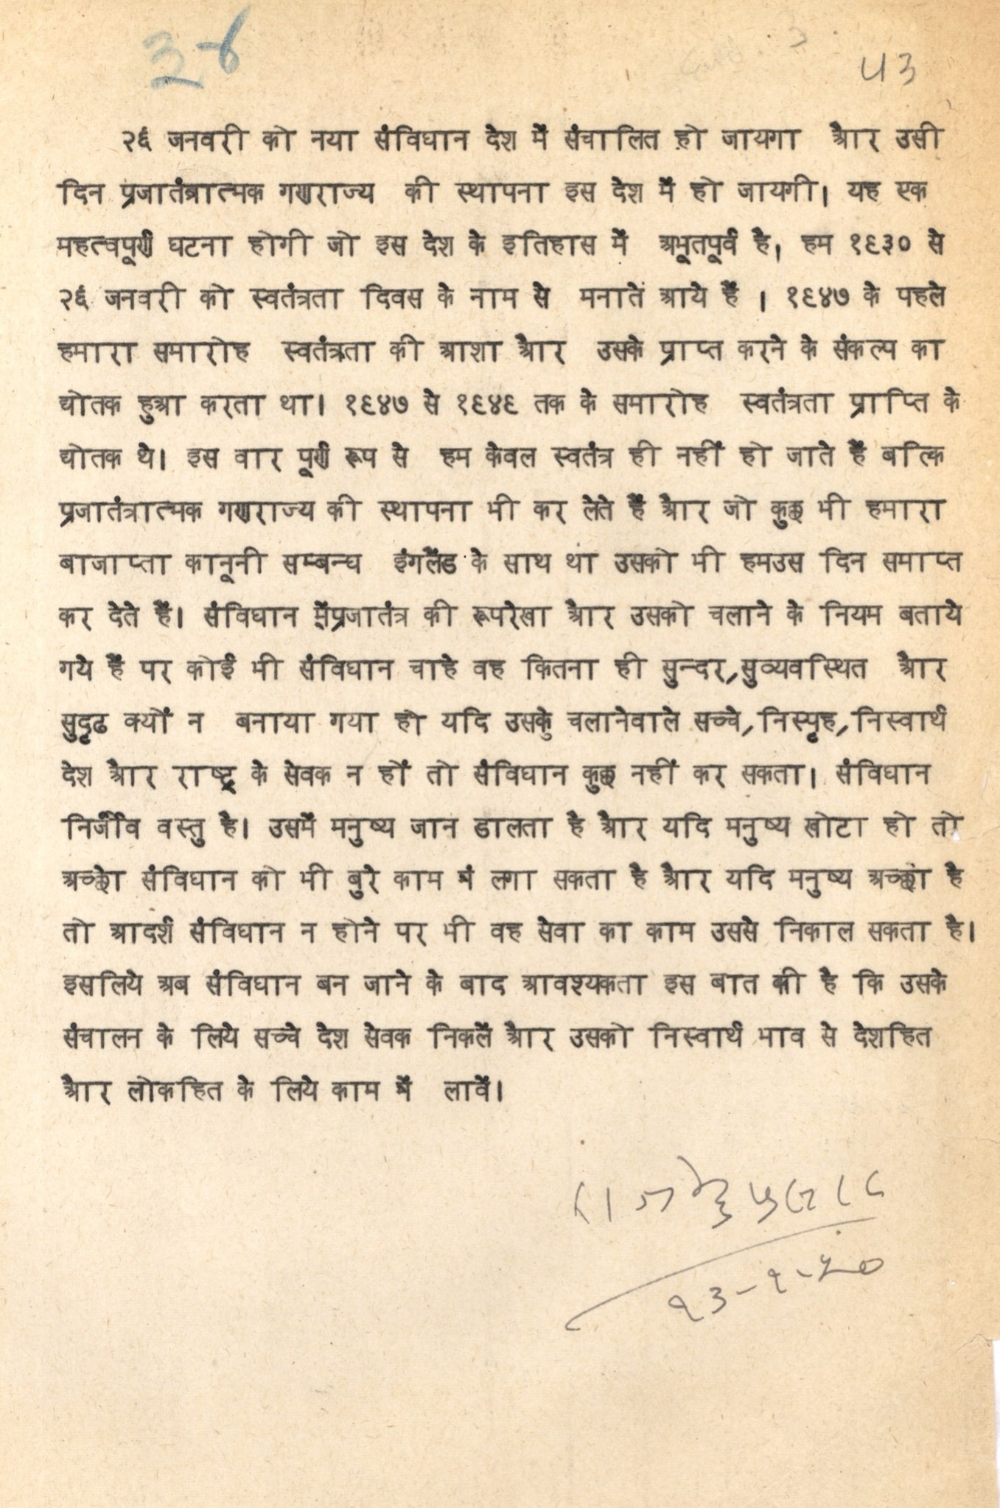 ३-६
५३
२६ जनवरी को नया संविधान देश में संचालित हो जायगा और उसी
दिन प्रजातंत्रात्मक गणराज्य की स्थापना इस देश में हो जायगी। यह एक
महत्वपूर्ण घटना होगी जो इस देश के इतिहास में अभूतपूर्व है, हम १९३० से
२६ जनवरी को स्वतंत्रता दिवस के नाम से मनाते आये हैं । १९४७ के पहले
हमारा समारोह स्वतंत्रता की आशा और उसके प्राप्त करने के संकल्प का
द्योतक हुआ करता था। १९४७ से १९४९ तक के समारोह स्वतंत्रता प्राप्ति के
द्योतक थे। इस वार पूर्ण रूप से हम केवल स्वतंत्र ही नहीं हो जाते हैं बल्कि
प्रजातंत्रात्मक गणराज्य की स्थापना भी कर लेते हैं और जो कुछ भी हमारा
बाजाप्ता कानूनी सम्बन्ध इंगलैंड के साथ था उसको भी हमउस दिन समाप्त
कर देते हैं। संविधान मेंप्रजातंत्र की रूपरेखा और उसको चलाने के नियम बताये
गये हैं पर कोई भी संविधान चाहे वह कितना ही सुन्दर,सुव्यवस्थित और
सुदृढ क्यों न बनाया गया हो यदि उसके चलानेवाले सच्चे,निस्पृह,निस्वार्थ
देश और राष्ट्र के सेवक न हों तो संविधान कुछ नहीं कर सकता। संविधान
निर्जीव वस्तु है। उसमें मनुष्य जान डालता है और यदि मनुष्य खोटा हो तो
अच्छे संविधान को भी बुरे काम में लगा सकता है और यदि मनुष्य अच्छा है
तो आदर्श संविधान न होने पर भी वह सेवा का काम उससे निकाल सकता है।
इसलिये अब संविधान बन जाने के बाद आवश्यकता इस बात की है कि उसके
संचालन के लिये सच्चे देश सेवक निकलें और उसको निस्वार्थ भाव से देशहित
और लोकहित के लिये काम में लावें।
राजेन्द्र प्रसाद
२३-१-५०